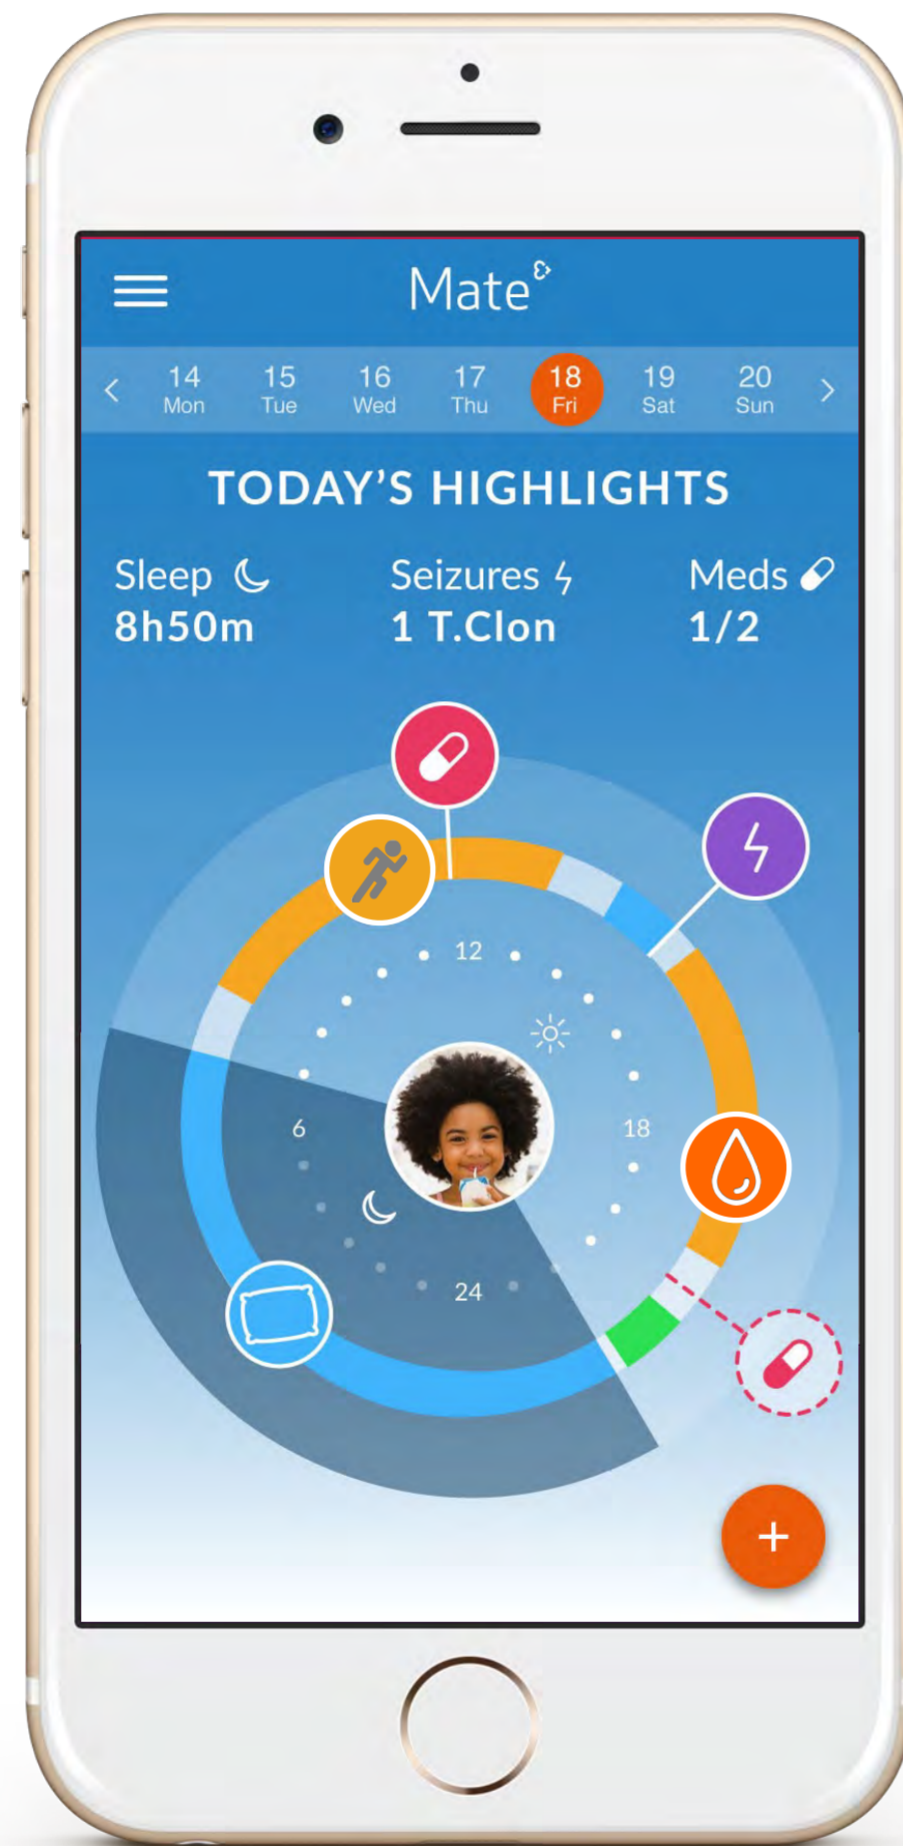 Mate
14 15 16 17 18 19 20
Mon Tue Wed Thu Fri Sat Sun
TODAY’S HIGHLIGHTS
Sleep Seizures Meds
8h50m 1 T.Clon 1/2
12
6
18
24
+